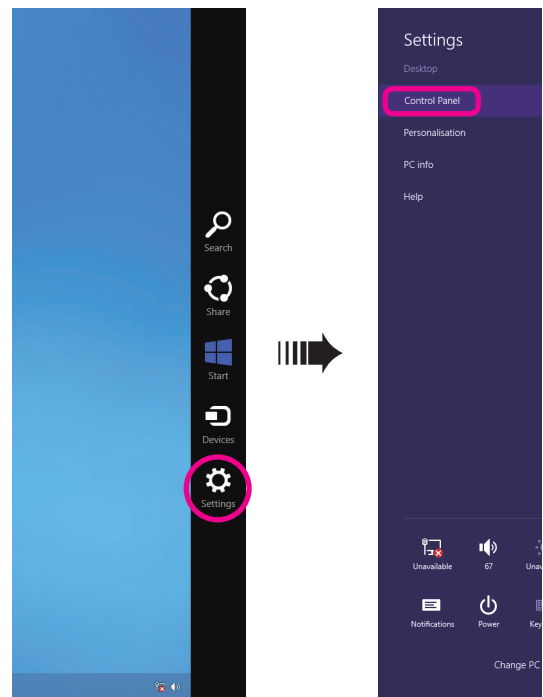 Search
Share
Start
Devices
Settings
Settings
Desktop
Control Panel
Personalisation
PC info
Help
Unavailable 67
Notifications Power
Change PC